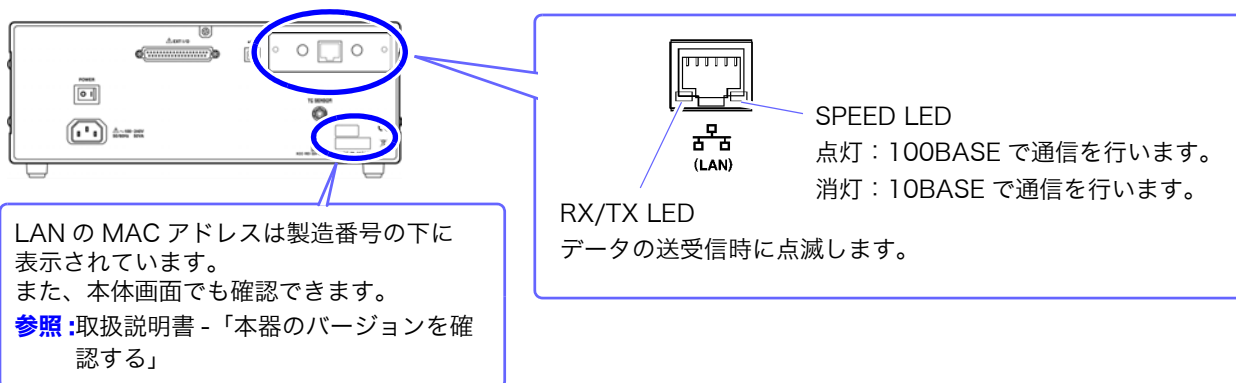 EXT I/O
POWER
TC SENSOR
SPEED LED
点灯：100BASE で通信を行います。
消灯：10BASE で通信を行います。
(LAN)
RX/TX LED
データの送受信時に点滅します。
LAN の MAC アドレスは製造番号の下に
表示されています。
また、本体画面でも確認できます。
参照：取扱説明書 -「本器のバージョンを確
認する」